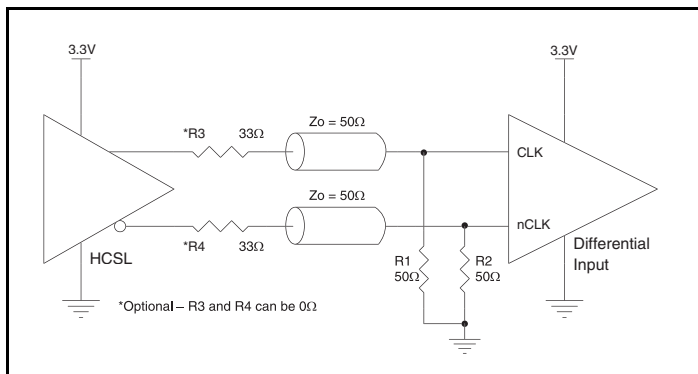 3.3V
3.3V
Zo = 50Ω
*R3 33Ω
CLK
Zo = 50Ω
nCLK
*R4 33Ω
HCSL
R1
50Ω
R2
50Ω
Differential
Input
*Optional – R3 and R4 can be 0Ω